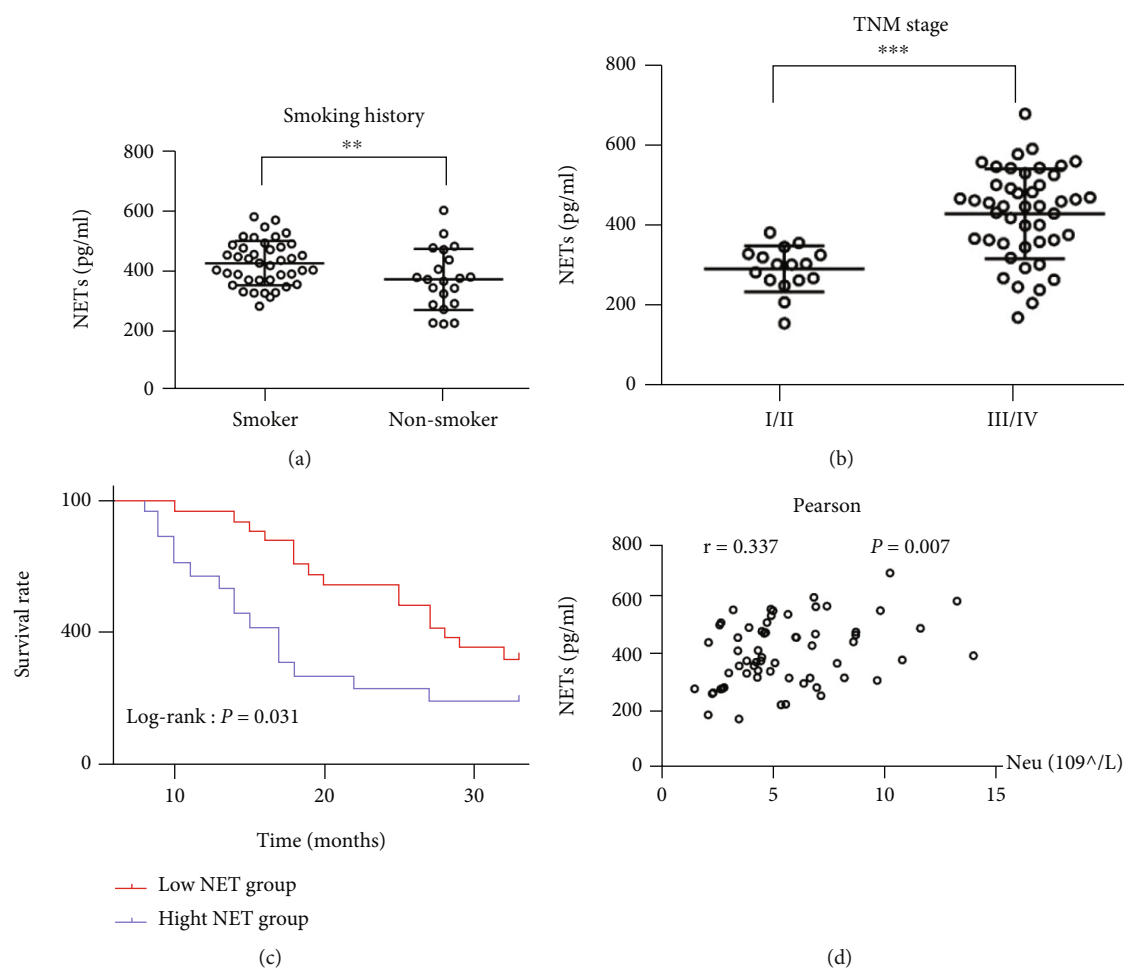 Smoking history
**
800
600
400
200
0
NETs (pg/ml)
Smoker
Non-smoker
(a)
TNM stage
***
800
600
400
200
0
NETs (pg/ml)
I/II
III/IV
(b)
100
400
0
Survival rate
Log-rank : P = 0.031
10
20
30
Time (months)
Low NET group
Hight NET group
(c)
Pearson
r = 0.337
P = 0.007
800
600
400
200
0
NETs (pg/ml)
Neu (109^/L)
0
5
10
15
(d)